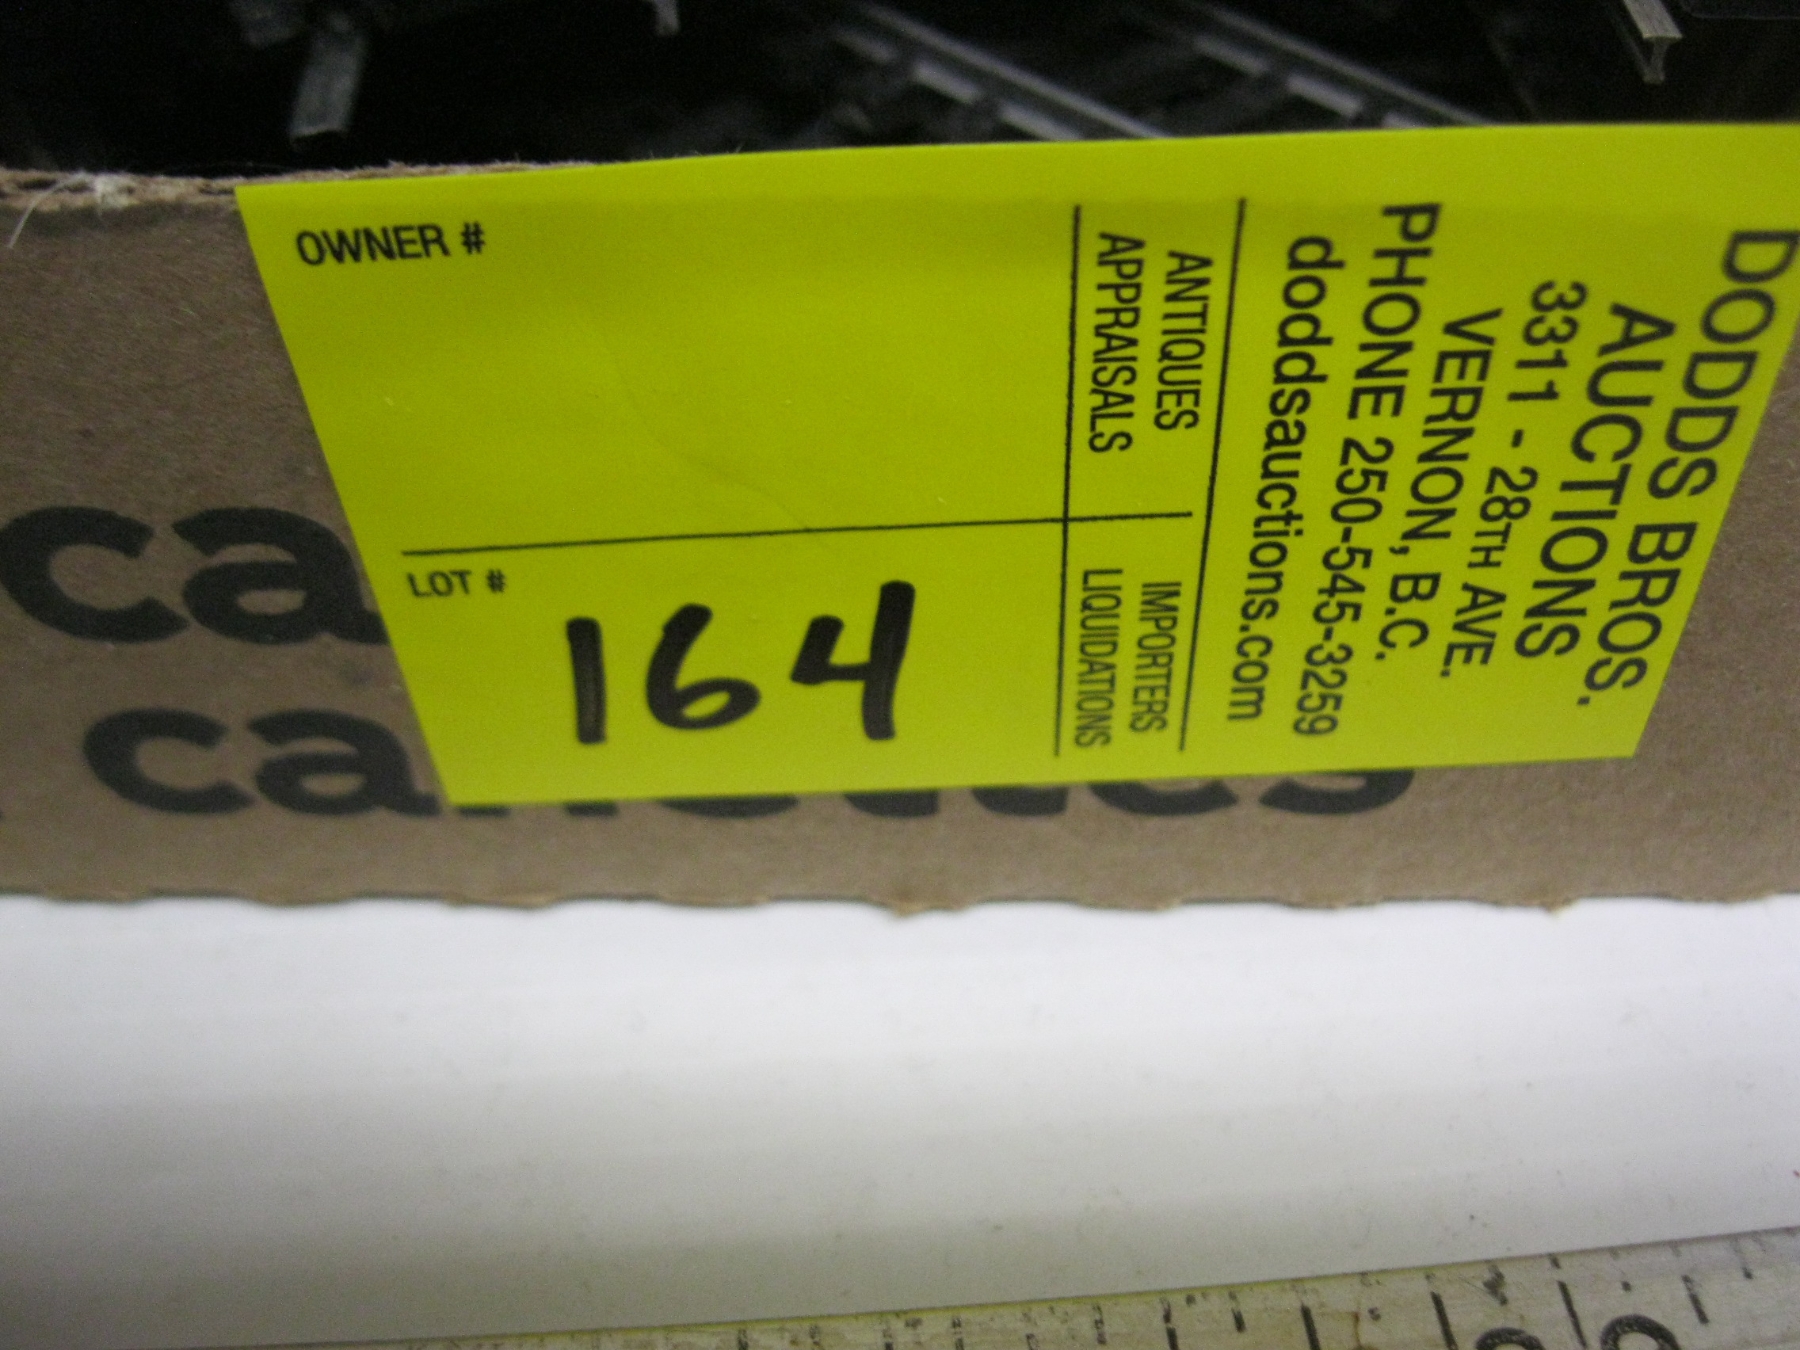 OWNER #
LOT #
164
ANTIQUES
APPRAISALS
IMPORTERS
LIQUIDATIONS
DODDS BROS.
AUCTIONS
3311 - 28TH AVE.
VERNON, B.C.
PHONE 250-545-3259
doddsauctions.com